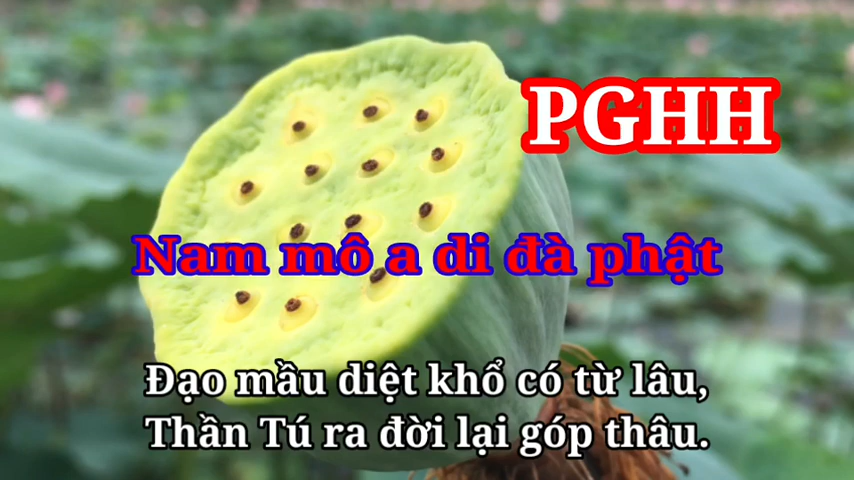 PGHH
Nam mô a di đà phật
Đạo mầu diệt khổ có từ lâu,
Thần Tú ra đời lại góp thâu.